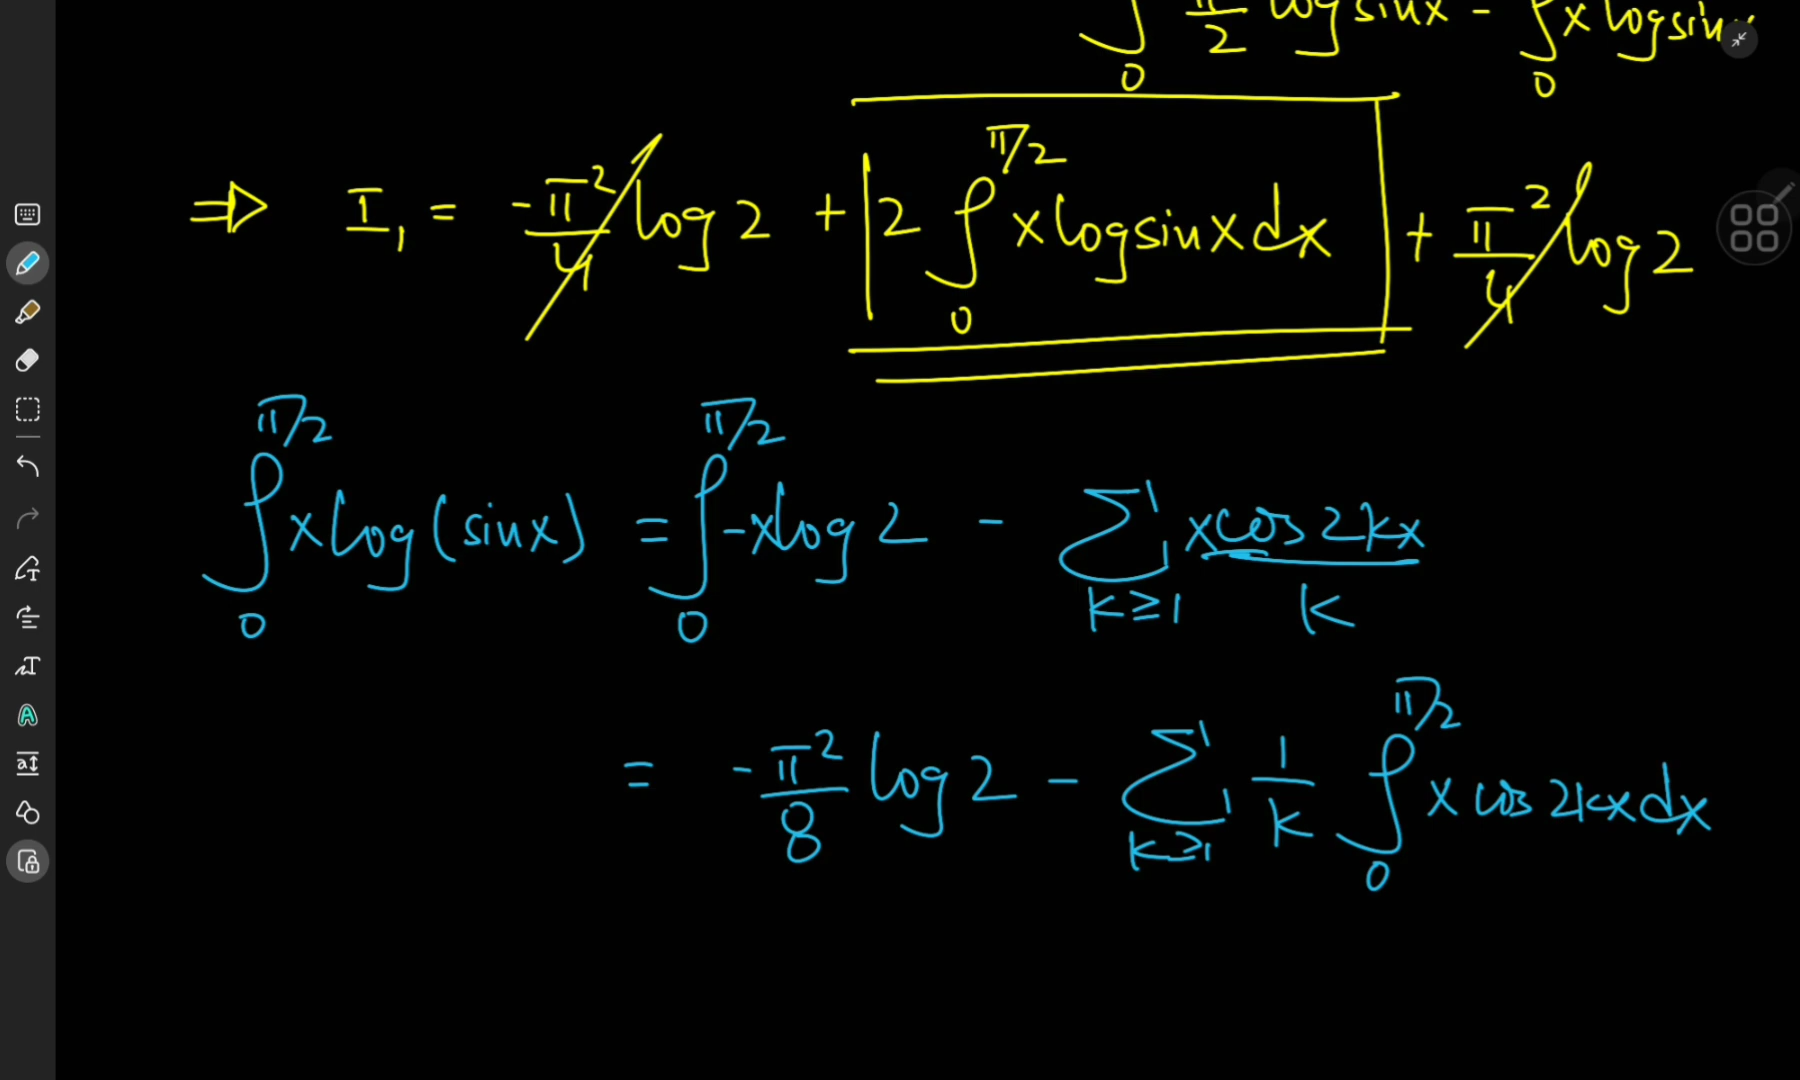 ∫₀ π/2 log sinx - ∫₀ x log sin
⇒ I₁ = -π²/4 log 2 + 2 ∫₀^{π/2} x log sin x dx + π²/4 log 2
∫₀^{π/2} x log (sin x) = ∫₀^{π/2} -x log 2 - ∑_{k≥1} x cos 2kx / k
= -π²/8 log 2 - ∑_{k≥1} 1/k ∫₀^{π/2} x cos 2kx dx